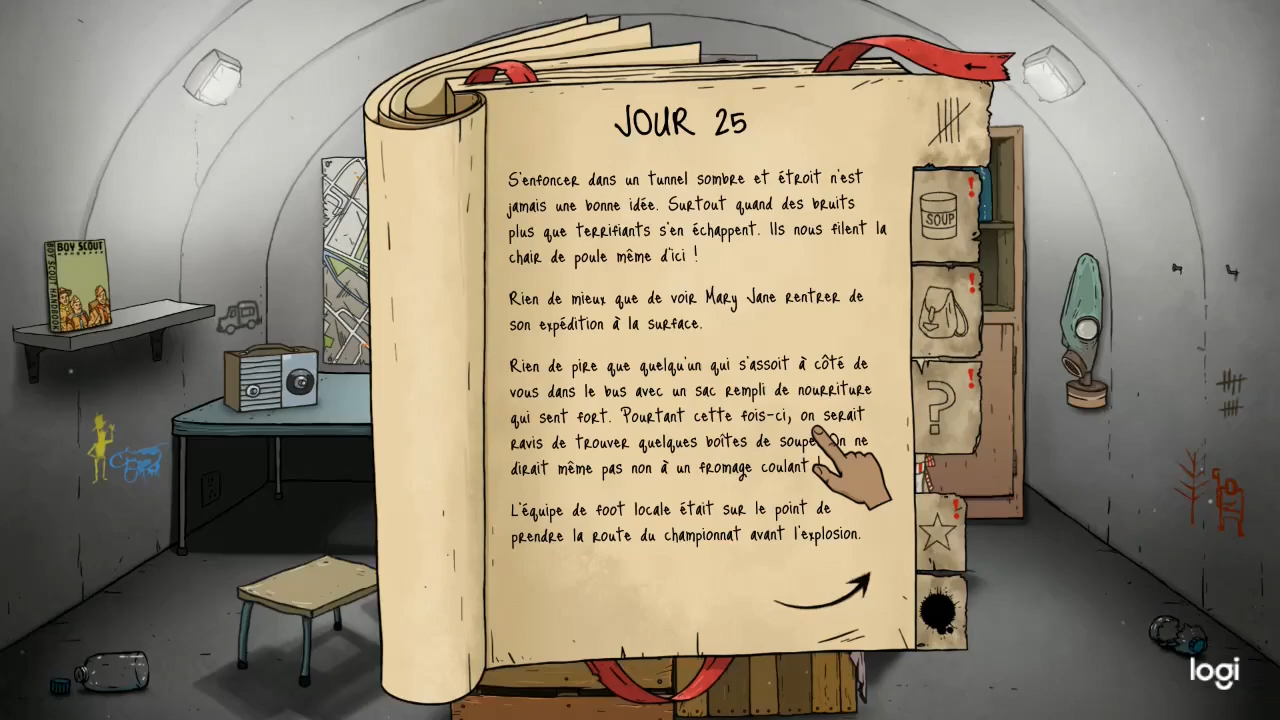 JOUR 25
S'enfoncer dans un tunnel sombre et étroit n'est
jamais une bonne idée. Surtout quand des bruits
plus que terrifiants s'en échappent. Ils nous filent la
chair de poule même d'ici !
Rien de mieux que de voir Mary Jane rentrer de
son expédition à la surface.
Rien de pire que quelqu'un qui s'assoit à côté de
vous dans le bus avec un sac rempli de nourriture
qui sent fort. Pourtant cette fois-ci, on serait
ravis de trouver quelques boîtes de soupe. On ne
dirait même pas non à un fromage coulant !
L'équipe de foot locale était sur le point de
prendre la route du championnat avant l'explosion.
!
SOUP
!
!
?
!
BOY SCOUT
BOY SCOUT HANDBOOK
logi